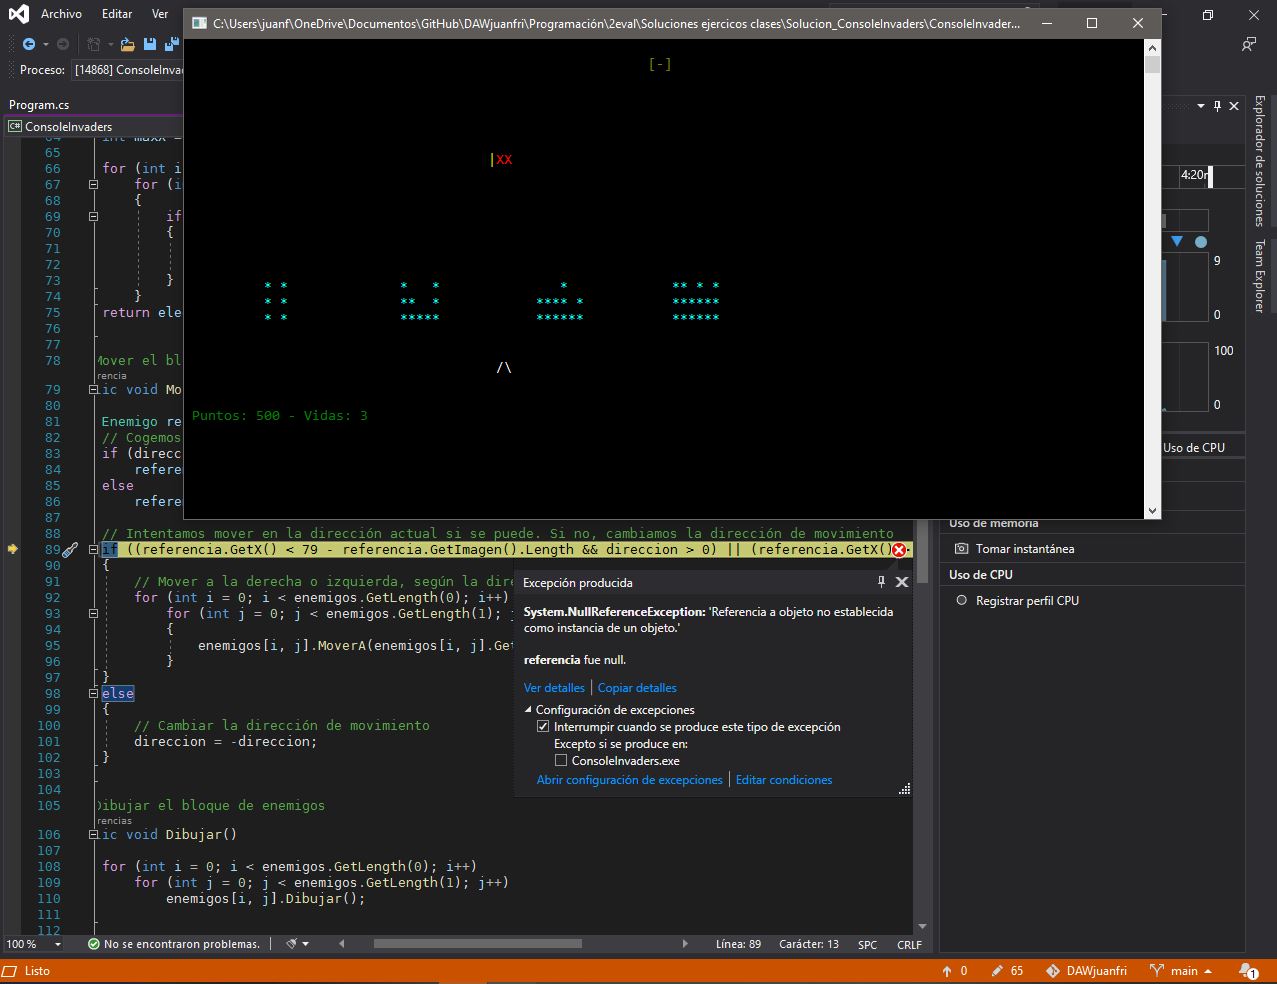 Archivo Editar Ver
C:\Users\juanf\OneDrive\Documentos\GitHub\DAWjuanfri\Programación\2eval\Soluciones ejercicos clases\Solucion_ConsoleInvaders\ConsoleInvader...
Proceso: [14868] ConsoleInva
Program.cs
C# ConsoleInvaders
[-]
|XX
* * * * * ** * *
* * ** * **** * ******
* * ***** ****** ******
/\
Puntos: 500 - Vidas: 3
Explorador de soluciones
Team Explorer
4:20
9
0
100
0
Uso de CPU
64 int maxX =
65
66 for (int i
67 for (i
68 {
69 if
70 {
71
72
73 }
74 }
75 return ele
76
77
78 Mover el bl
rencia
79 lic void Mo
80
81 Enemigo re
82 // Cogemos
83 if (direcc
84 referen
85 else
86 referen
87
88 // Intentamos mover en la dirección actual si se puede. Si no, cambiamos la dirección de movimiento
89 if ((referencia.GetX() < 79 - referencia.GetImagen().Length && direccion > 0) || (referencia.GetX()
90 {
91 // Mover a la derecha o izquierda, según la dire
92 for (int i = 0; i < enemigos.GetLength(0); i++)
93 for (int j = 0; j < enemigos.GetLength(1); j
94 {
95 enemigos[i, j].MoverA(enemigos[i, j].Get
96 }
97 }
98 else
99 {
100 // Cambiar la dirección de movimiento
101 direccion = -direccion;
102 }
103
104
105 Dibujar el bloque de enemigos
rencias
106 lic void Dibujar()
107
108 for (int i = 0; i < enemigos.GetLength(0); i++)
109 for (int j = 0; j < enemigos.GetLength(1); j++)
110 enemigos[i, j].Dibujar();
111
112
Excepción producida
System.NullReferenceException: 'Referencia a objeto no establecida
como instancia de un objeto.'
referencia fue null.
Ver detalles | Copiar detalles
Configuración de excepciones
Interrumpir cuando se produce este tipo de excepción
Excepto si se produce en:
ConsoleInvaders.exe
Abrir configuración de excepciones | Editar condiciones
Uso de memoria
Tomar instantánea
Uso de CPU
Registrar perfil CPU
100 % No se encontraron problemas. Línea: 89 Carácter: 13 SPC CRLF
Listo 0 65 DAWjuanfri main 1